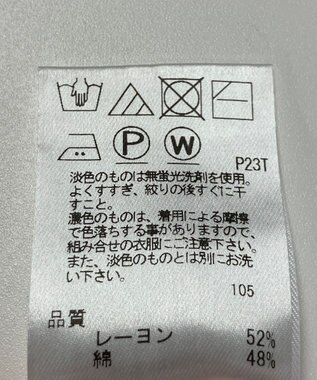 P W P23T
淡色のものは無蛍光洗剤を使用。
よくすすぎ、絞りの後すぐに干
すこと。
濃色のものは、着用による摩擦
で色落ちする事がありますので、
組み合せの衣服にご注意下さい。
また、淡色のものとは別にお洗
い下さい。
105
品質
レーヨン 52%
綿 48%